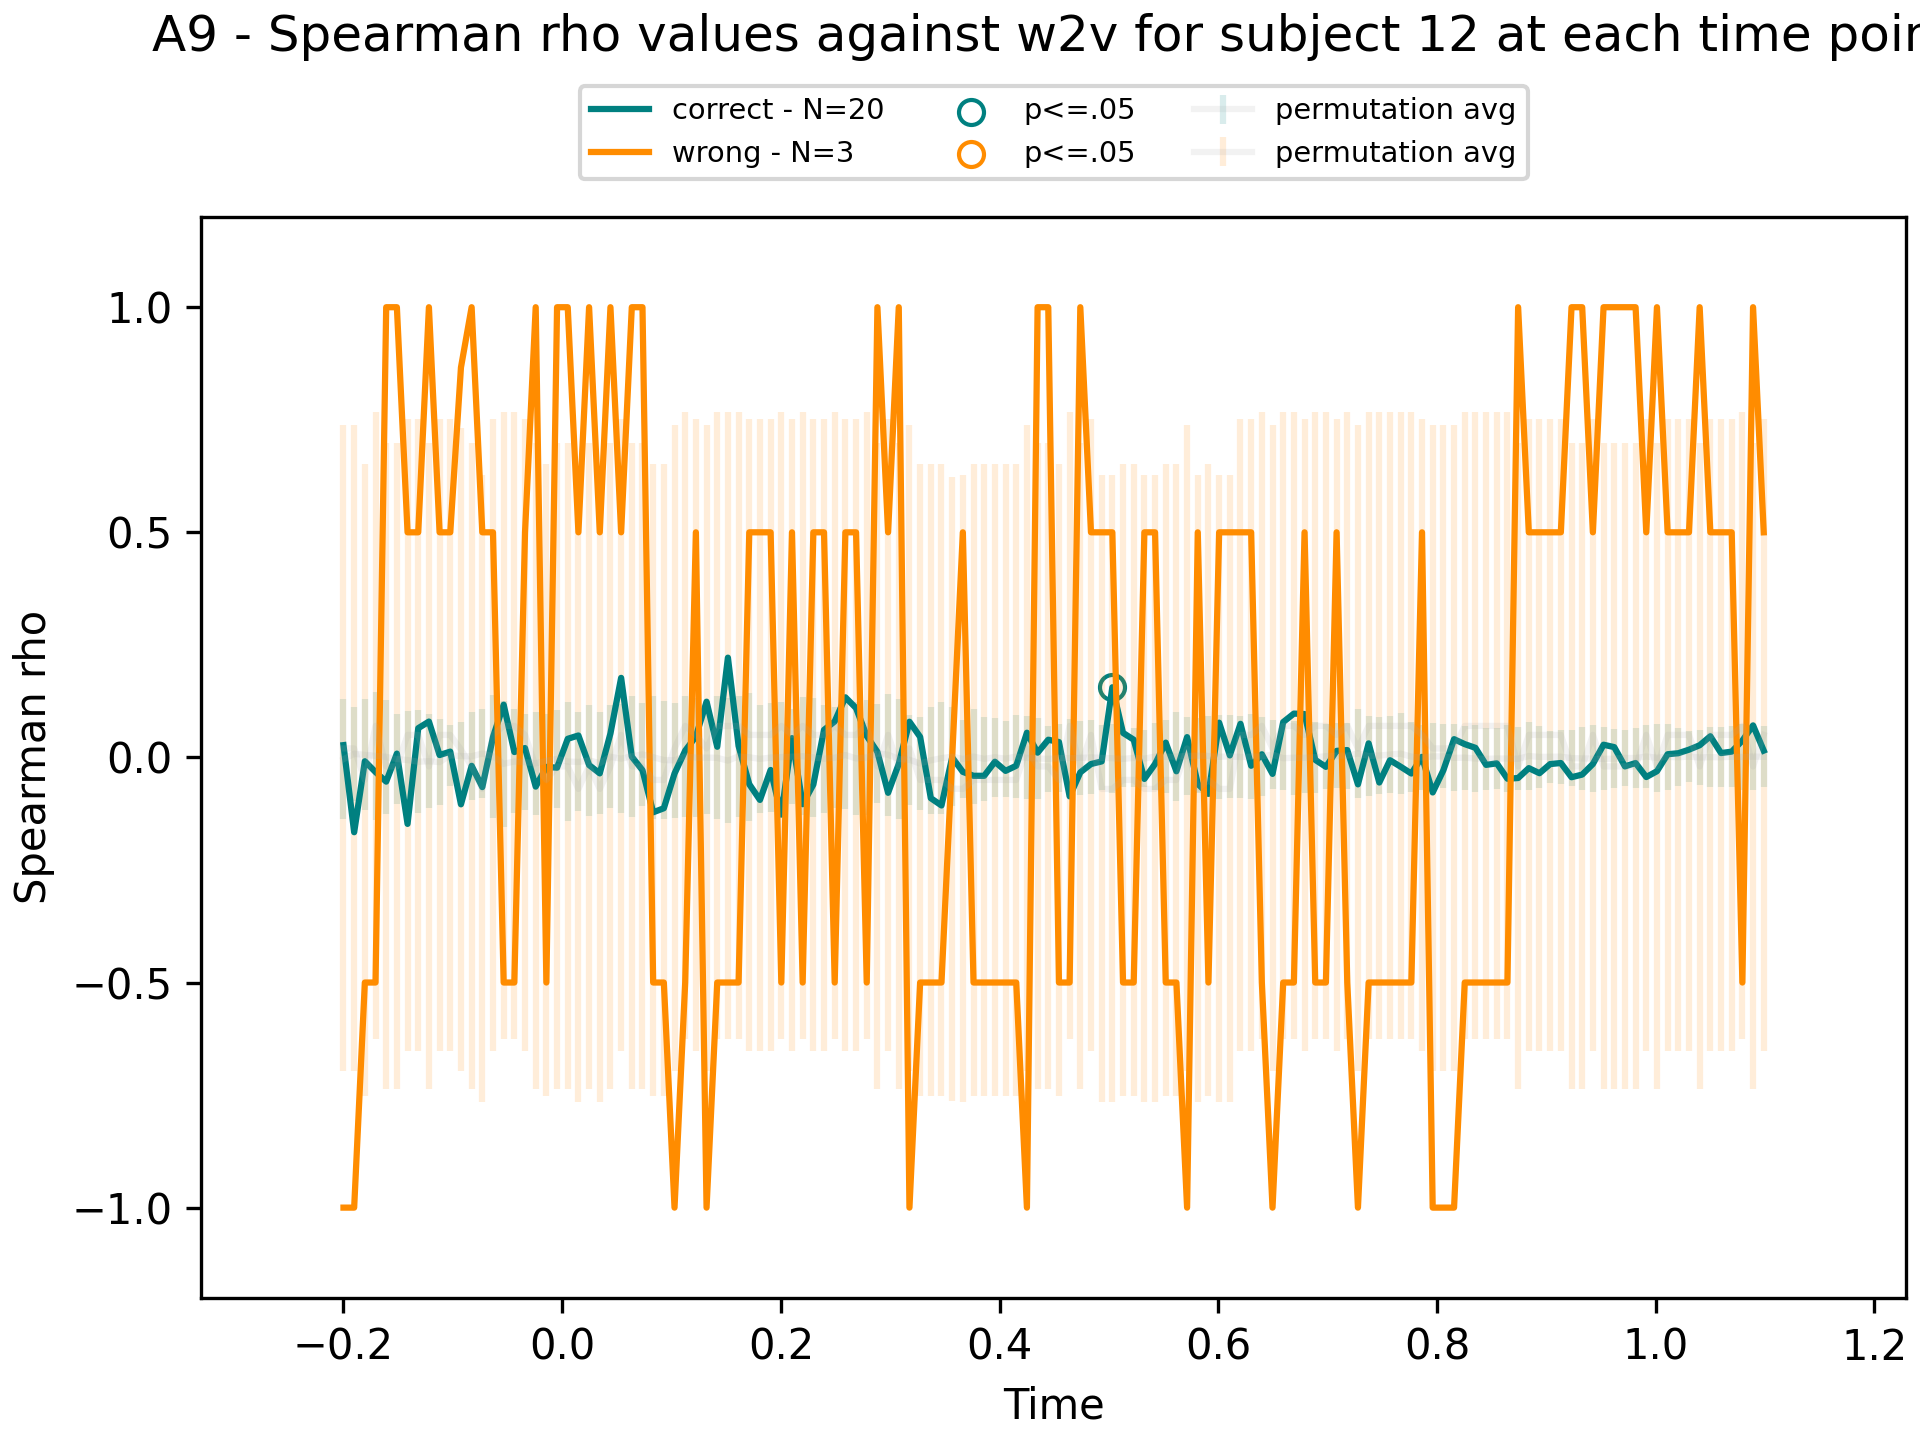 A9 - Spearman rho values against w2v for subject 12 at each time
correct - N=20 p<=.05 permutation avg
wrong - N=3 p<=.05 permutation avg
1.0
0.5
0.0
−0.5
−1.0
Spearman rho
−0.2 0.0 0.2 0.4 0.6 0.8 1.0 1.2
Time